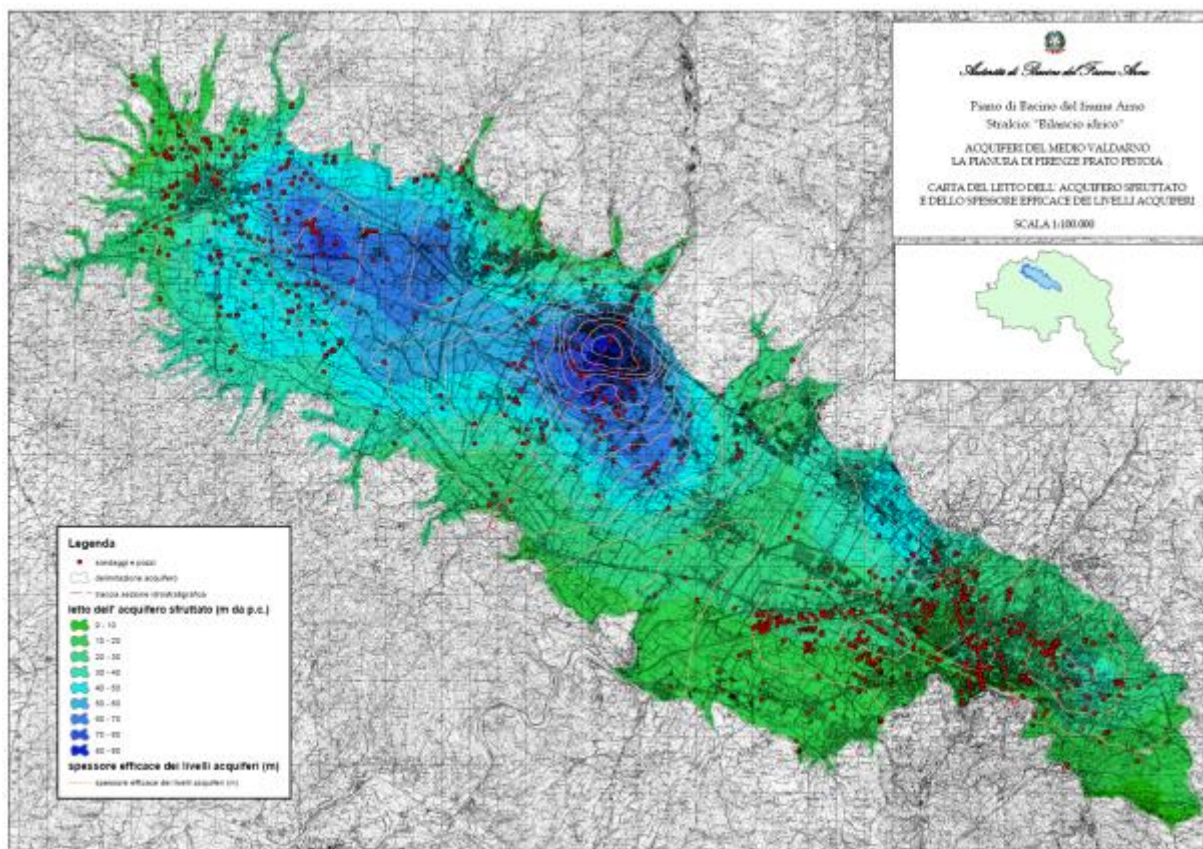 Autorità di Bacino del Fiume Arno
Piano di Bacino del fiume Arno
Stralcio: "Bilancio idrico"
ACQUIFERI DEL MEDIO VALDARNO
LA PIANURA DI FIRENZE PRATO PISTOIA
CARTA DEL LETTO DELL' ACQUIFERO SFRUTTATO
E DELLO SPESSORE EFFICACE DEI LIVELLI ACQUIFERI
SCALA 1:100.000
Legenda
sondaggi e pozzi
delimitazione acquifero
traccia sezione idrostratigrafica
letto dell' acquifero sfruttato (m da p.c.)
0 - 10
10 - 20
20 - 30
30 - 40
40 - 50
50 - 60
60 - 70
70 - 80
80 - 90
spessore efficace dei livelli acquiferi (m)
spessore efficace dei livelli acquiferi (m)